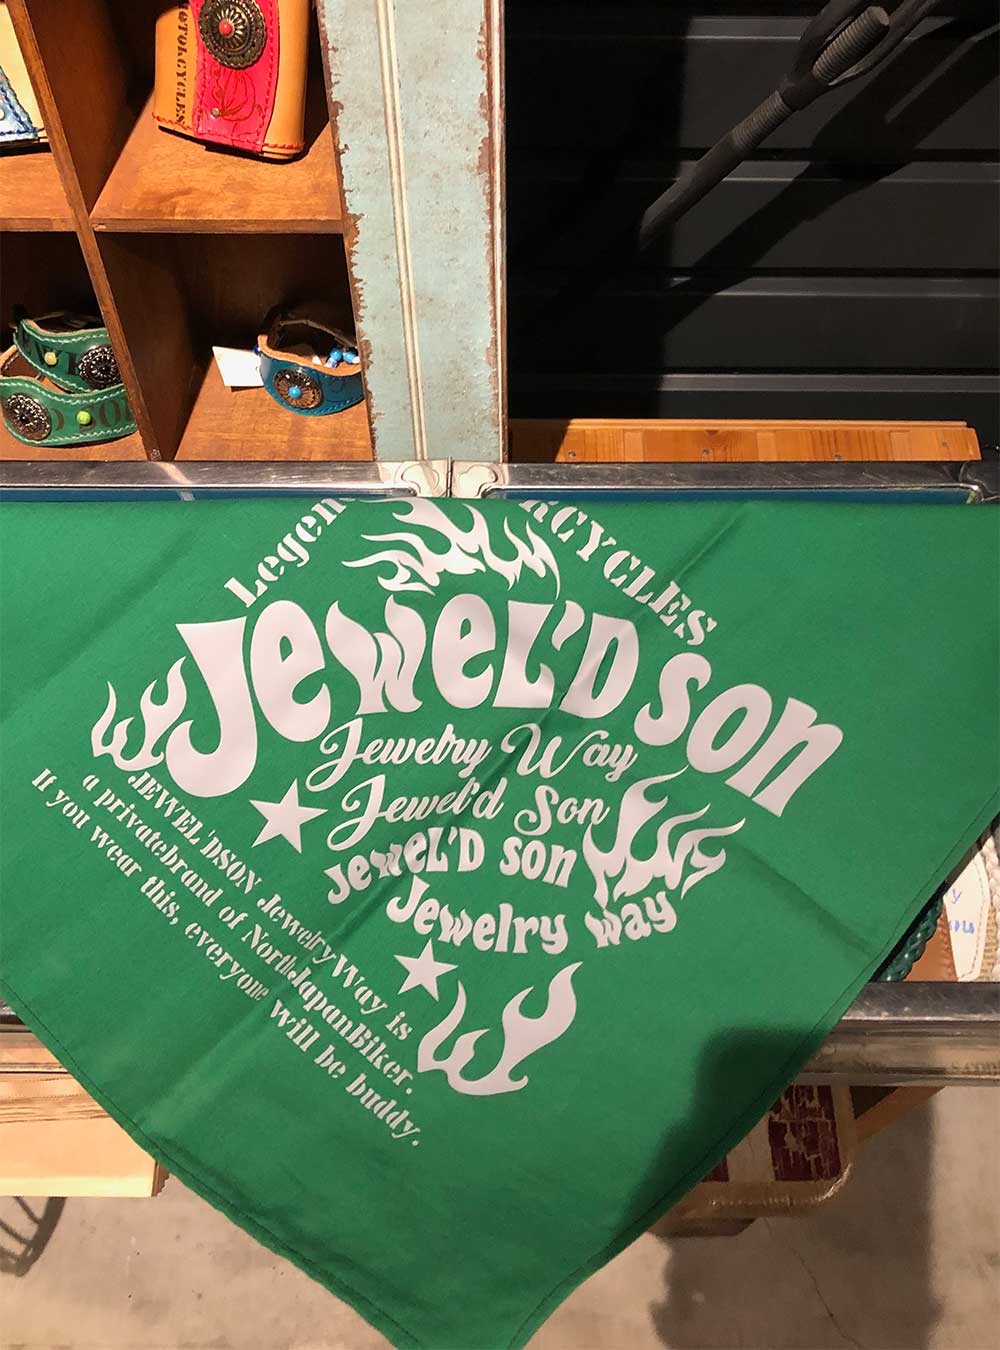 MOTORCYCLES
Legen
RCYCLES
JEWEL'D SON
Jewelry Way
Jewel'd Son
JEWEL'D SON
Jewelry Way
JEWEL'DSON JewelryWay is
a privatebrand of NorthJapanBiker.
If you wear this, everyone will be buddy.